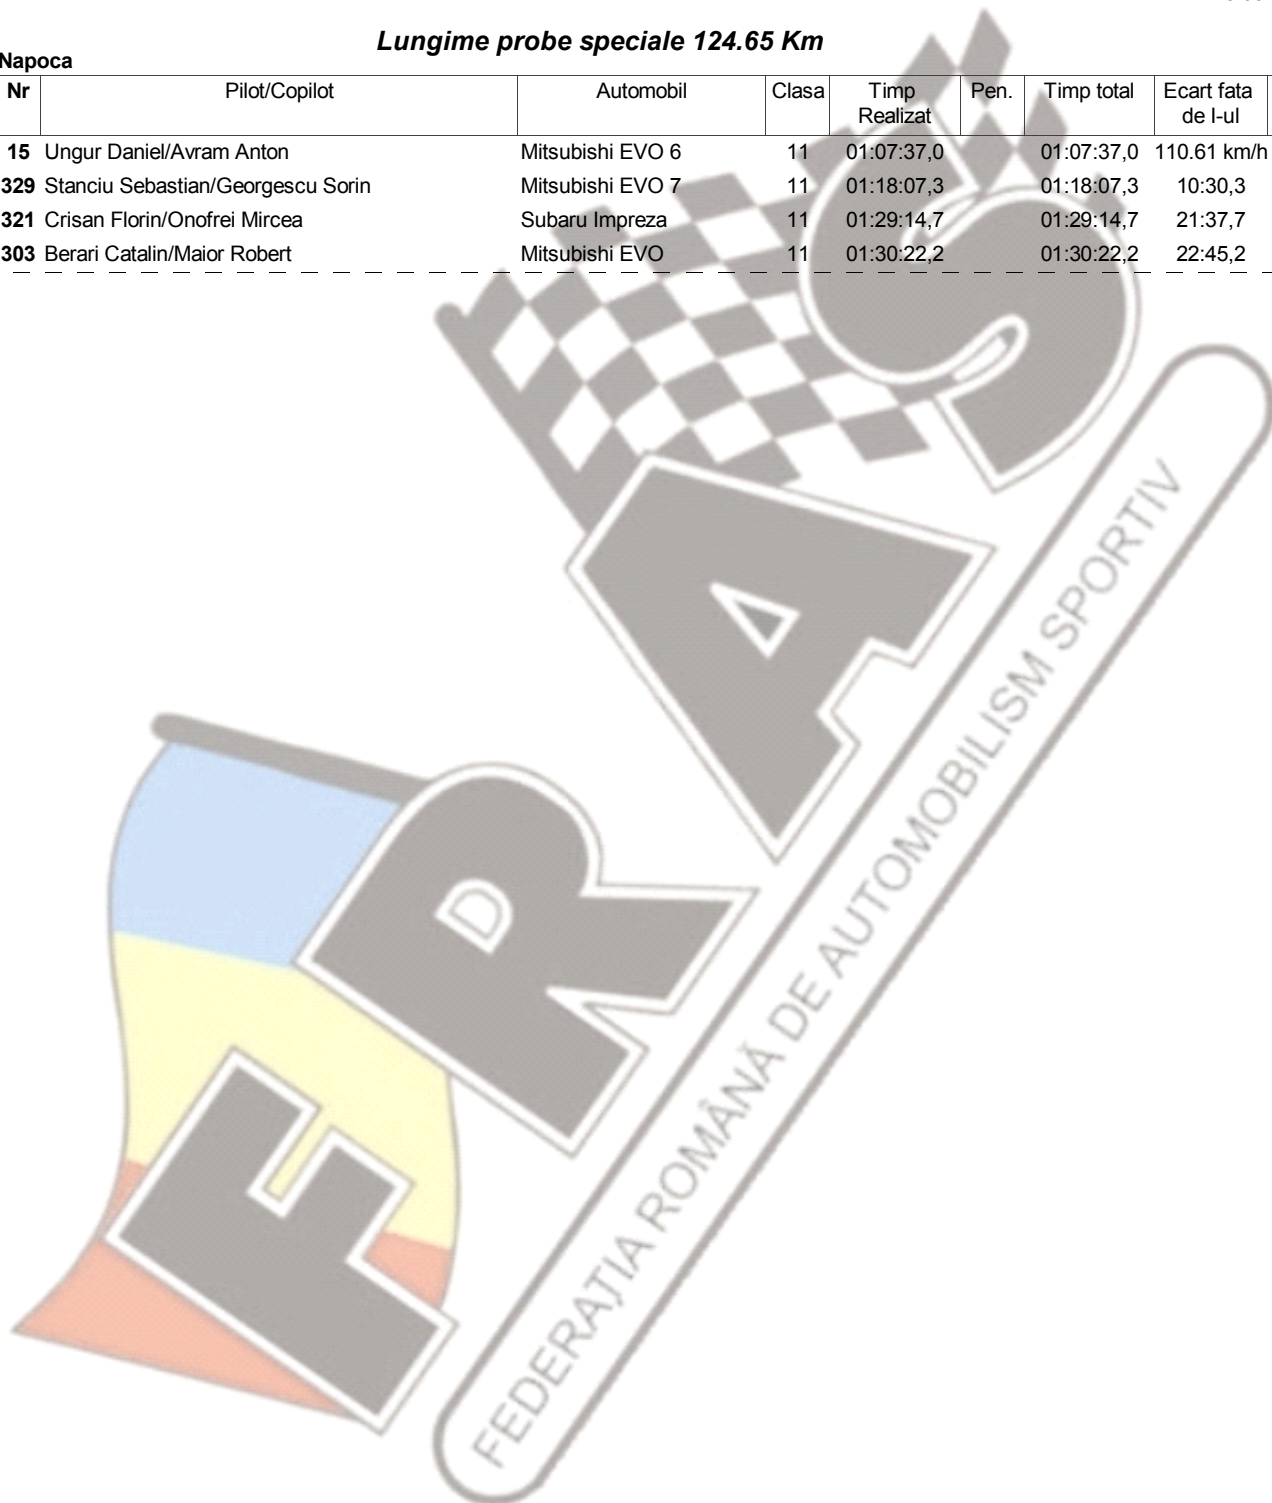 Lungime probe speciale 124.65 Km
Napoca
Nr Pilot/Copilot Automobil Clasa Timp Realizat Pen. Timp total Ecart fata de I-ul
15 Ungur Daniel/Avram Anton Mitsubishi EVO 6 11 01:07:37,0 01:07:37,0 110.61 km/h
329 Stanciu Sebastian/Georgescu Sorin Mitsubishi EVO 7 11 01:18:07,3 01:18:07,3 10:30,3
321 Crisan Florin/Onofrei Mircea Subaru Impreza 11 01:29:14,7 01:29:14,7 21:37,7
303 Berari Catalin/Maior Robert Mitsubishi EVO 11 01:30:22,2 01:30:22,2 22:45,2
FRAS
FEDERAȚIA ROMÂNĂ DE AUTOMOBILISM SPORTIV